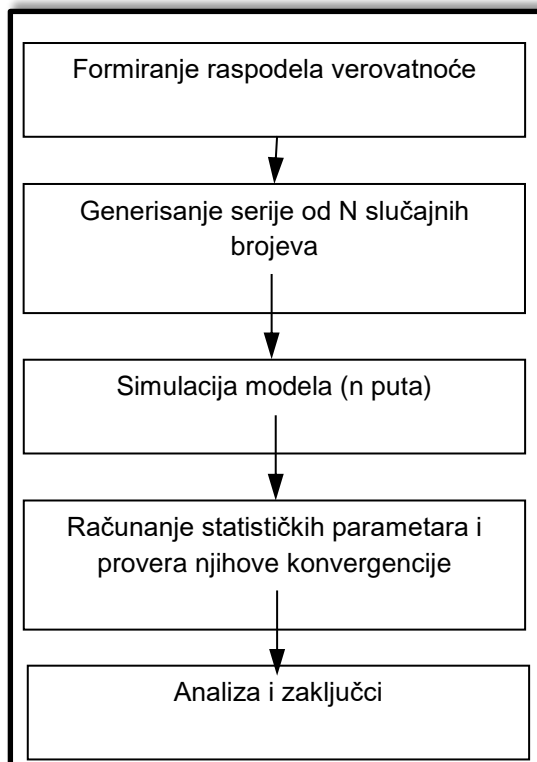 Formiranje raspodela verovatnoće
Generisanje serije od N slučajnih
brojeva
Simulacija modela (n puta)
Računanje statističkih parametara i
provera njihove konvergencije
Analiza i zaključci